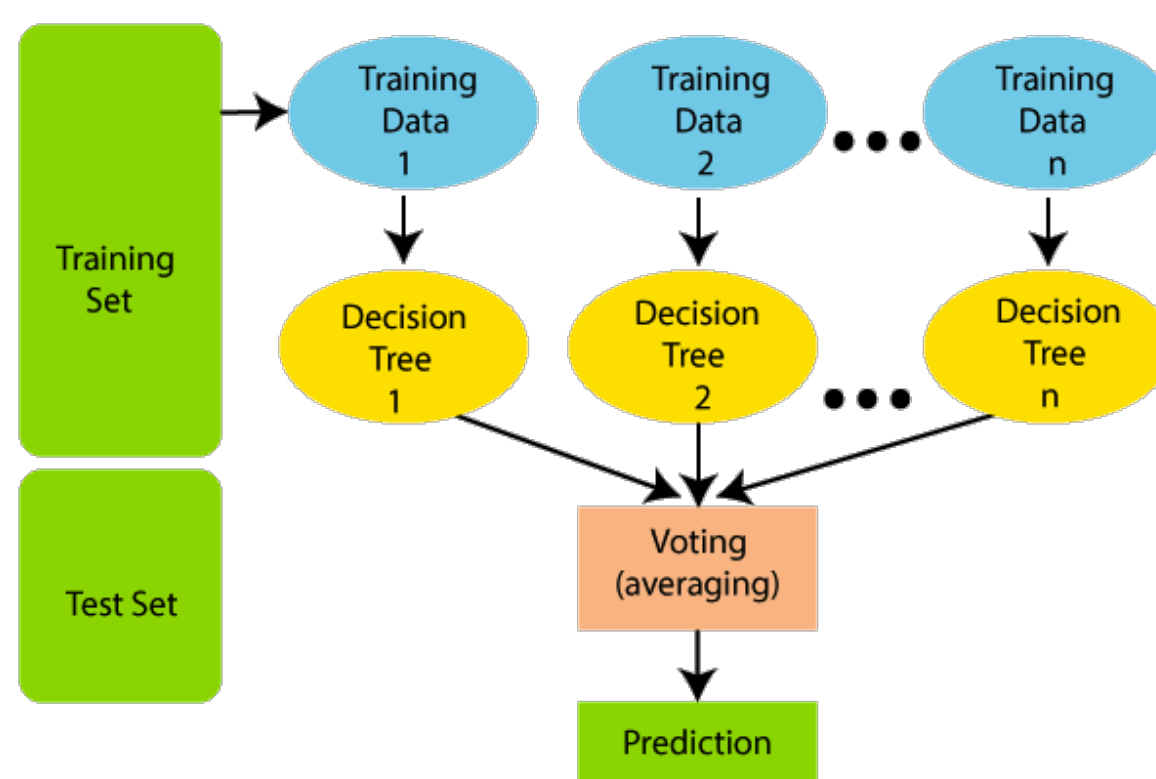 Training
Set
Test Set
Training
Data
1
Training
Data
2
Training
Data
n
Decision
Tree
1
Decision
Tree
2
Decision
Tree
n
Voting
(averaging)
Prediction